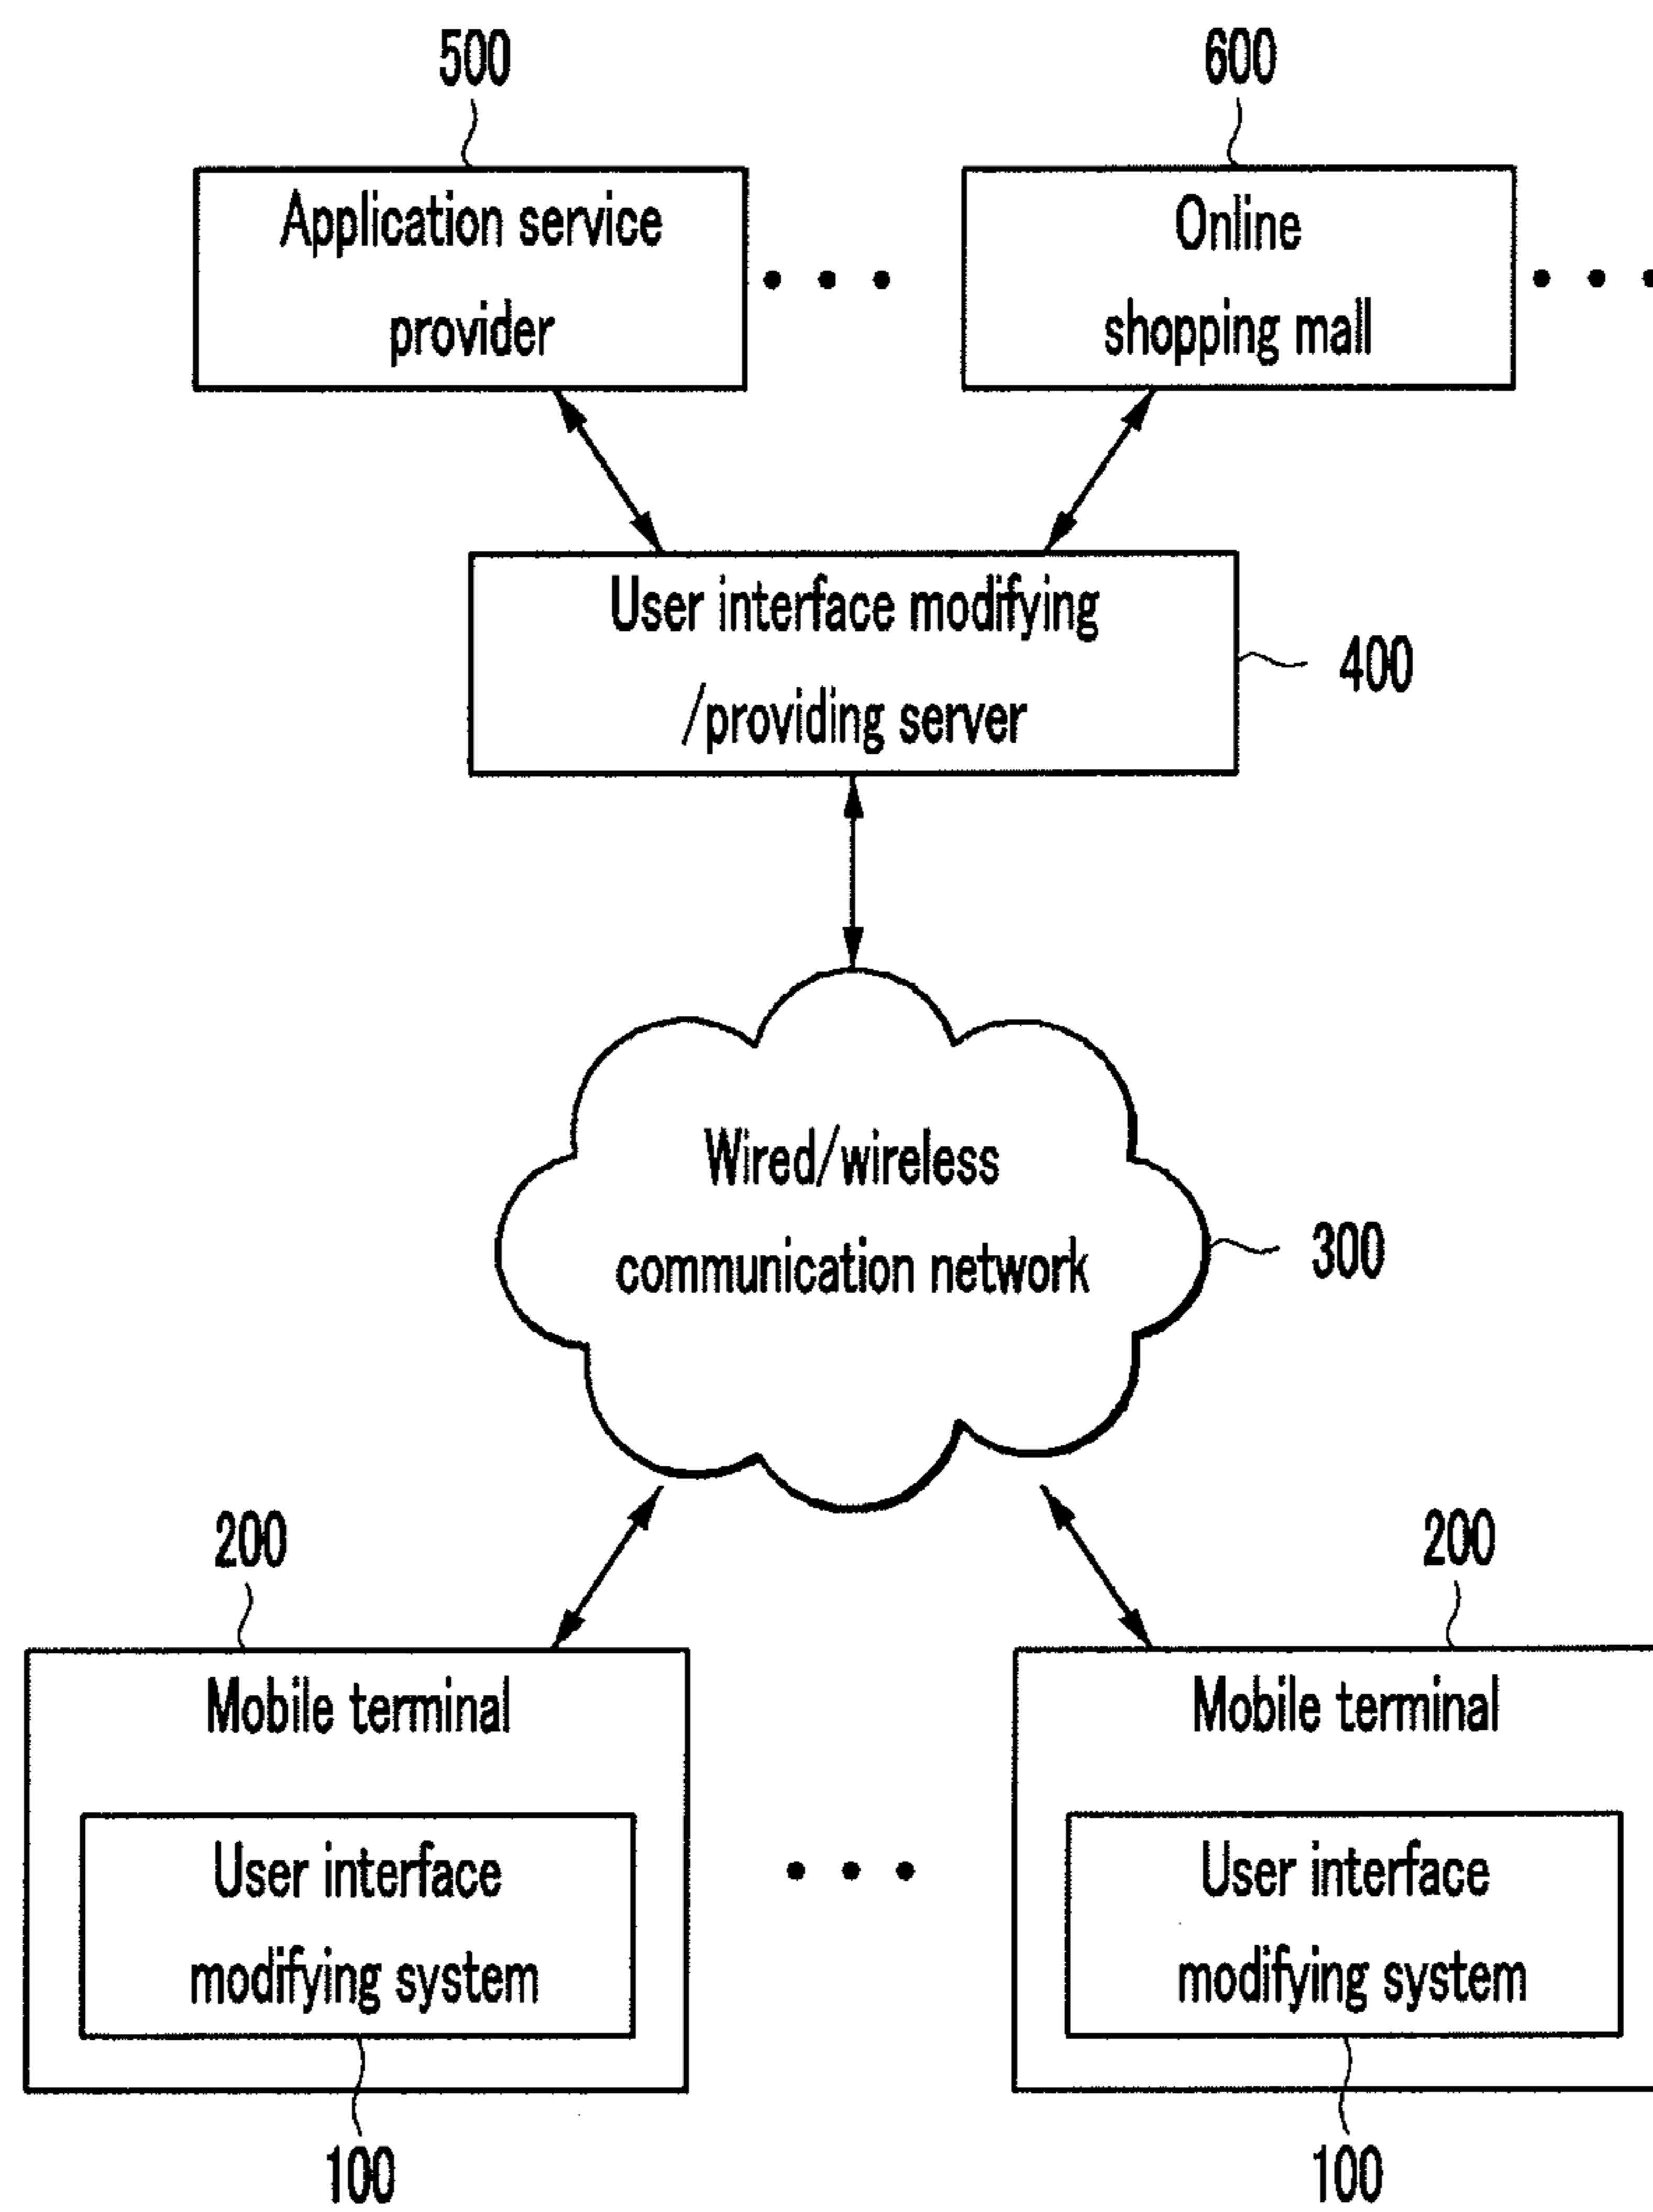 500
600
Application service
provider
Online
shopping mall
User interface modifying
/providing server
400
Wired/wireless
communication network
300
200
200
Mobile terminal
Mobile terminal
User interface
modifying system
User interface
modifying system
100
100